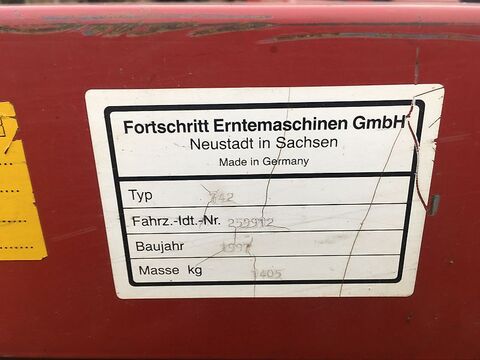 Fortschritt Erntemaschinen GmbH
Neustadt in Sachsen
Made in Germany
Typ 742
Fahrz.-Idt.-Nr. 259912
Baujahr 1997
Masse kg 1405